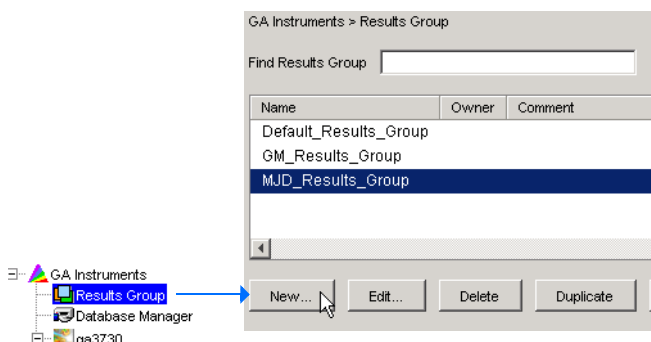 GA Instruments > Results Group
Find Results Group
Name Owner Comment
Default_Results_Group
GM_Results_Group
MJD_Results_Group
New... Edit... Delete Duplicate
GA Instruments
Results Group
Database Manager
ga3730